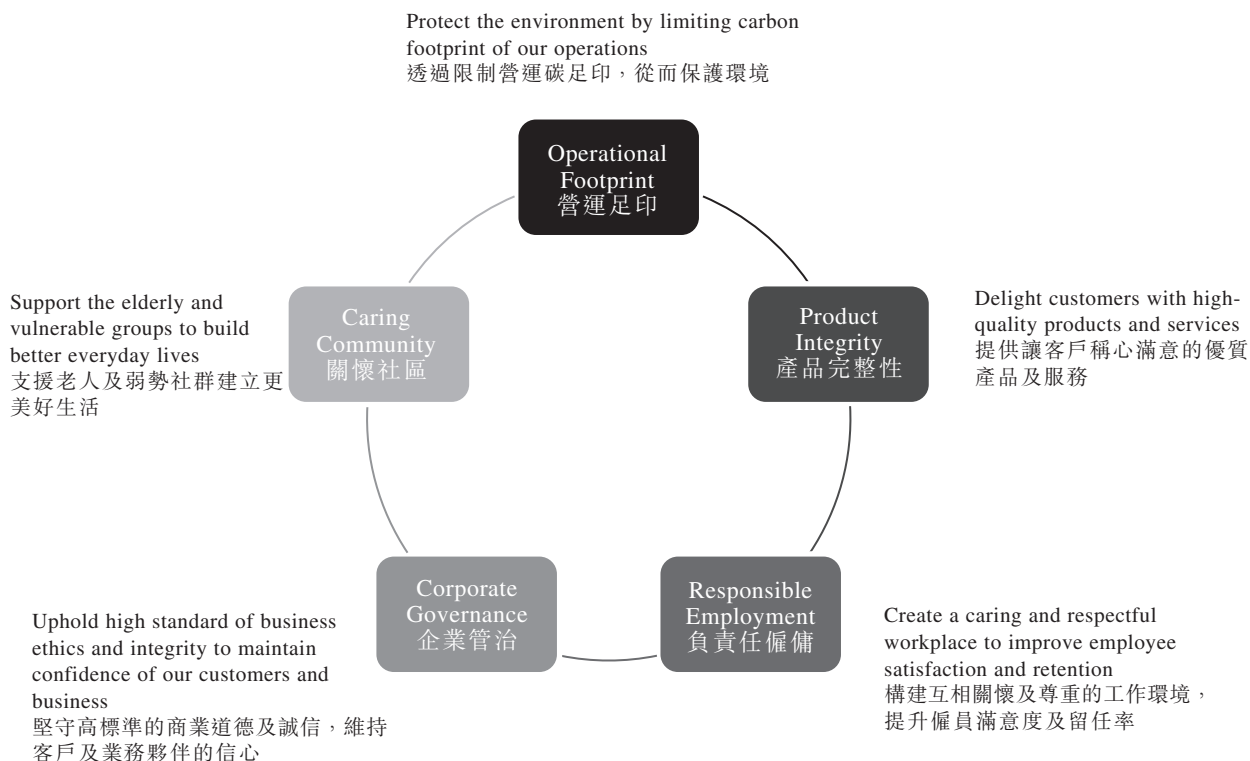 Protect the environment by limiting carbon
footprint of our operations
透過限制營運碳足印，從而保護環境
Operational
Footprint
營運足印
Product
Integrity
產品完整性
Delight customers with high-
quality products and services
提供讓客戶稱心滿意的優質
產品及服務
Responsible
Employment
負責任僱傭
Create a caring and respectful
workplace to improve employee
satisfaction and retention
構建互相關懷及尊重的工作環境，
提升僱員滿意度及留任率
Corporate
Governance
企業管治
Uphold high standard of business
ethics and integrity to maintain
confidence of our customers and
business
堅守高標準的商業道德及誠信，維持
客戶及業務夥伴的信心
Caring
Community
關懷社區
Support the elderly and
vulnerable groups to build
better everyday lives
支援老人及弱勢社群建立更
美好生活